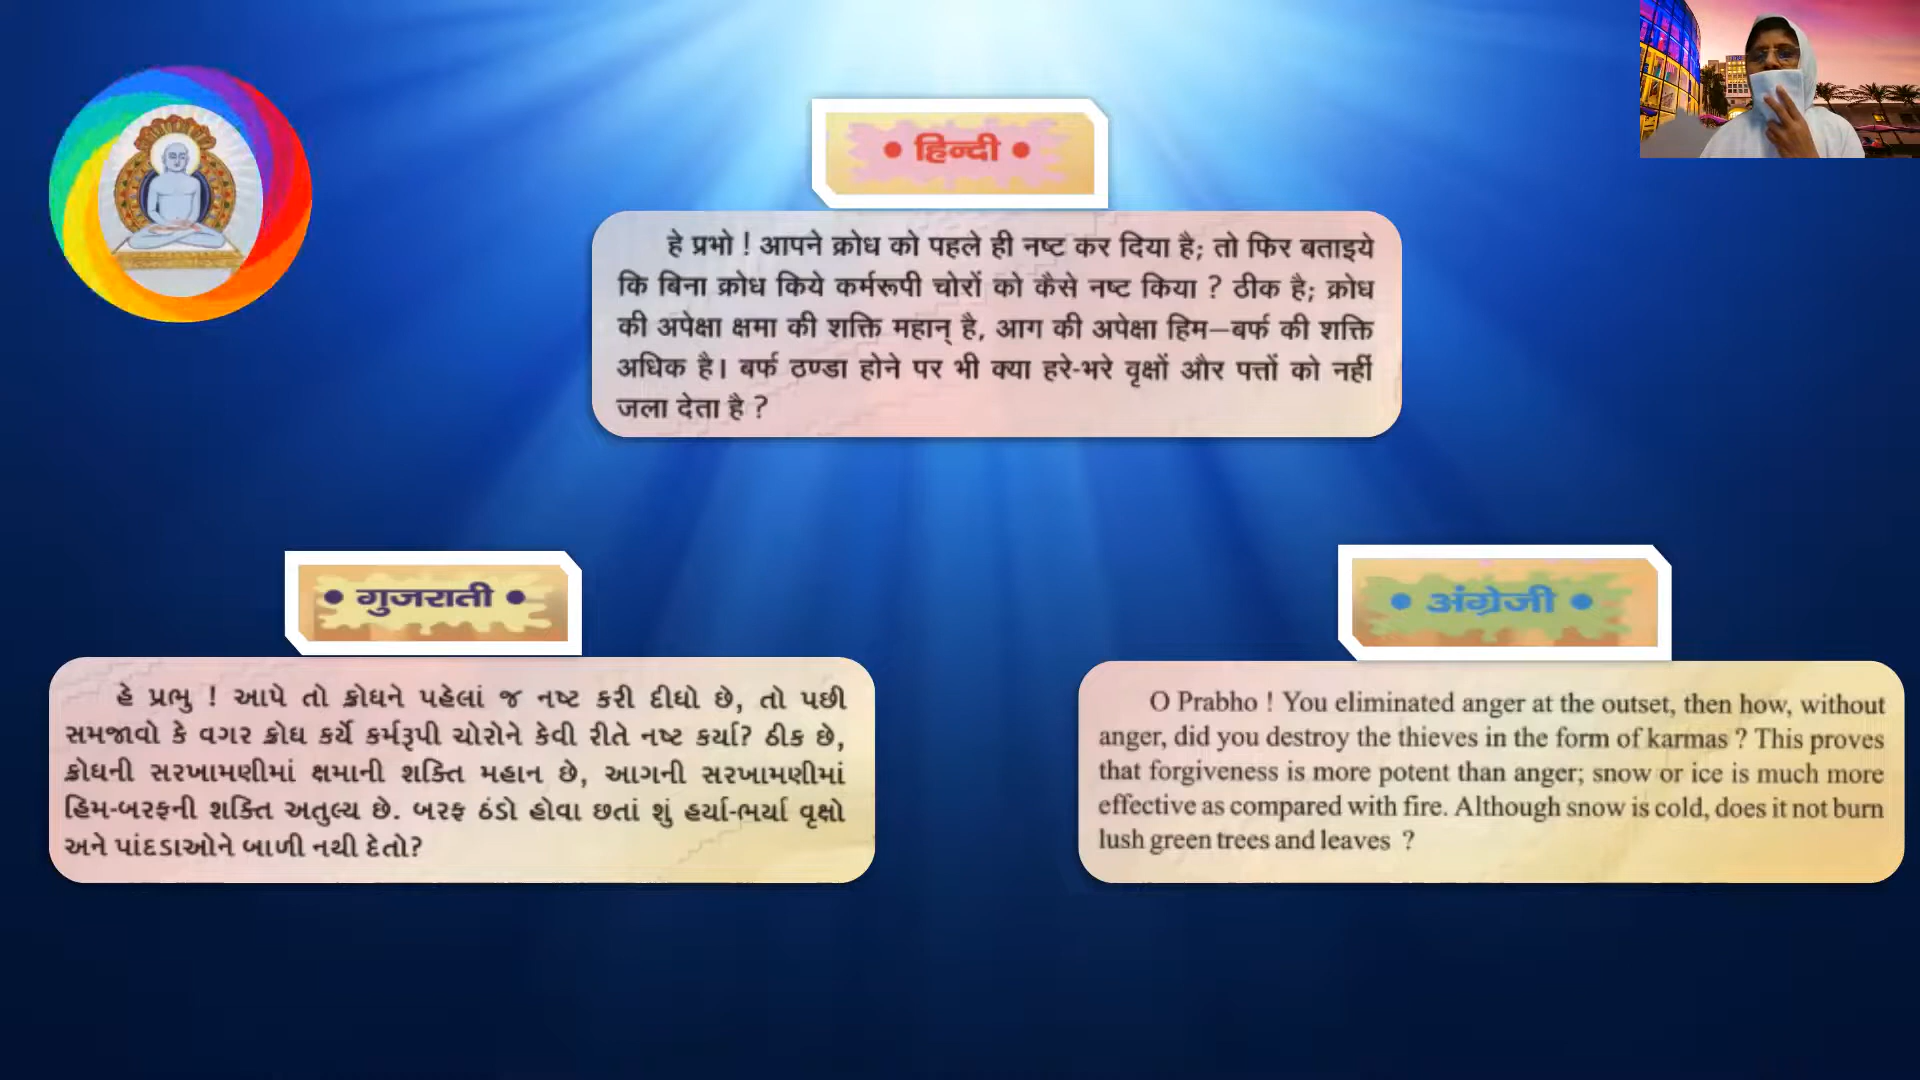 • हिन्दी •
हे प्रभो ! आपने क्रोध को पहले ही नष्ट कर दिया है; तो फिर बताइये
कि बिना क्रोध किये कर्मरूपी चोरों को कैसे नष्ट किया ? ठीक है; क्रोध
की अपेक्षा क्षमा की शक्ति महान् है, आग की अपेक्षा हिम–बर्फ की शक्ति
अधिक है। बर्फ ठण्डा होने पर भी क्या हरे-भरे वृक्षों और पत्तों को नहीं
जला देता है ?
• गुजराती •
હે પ્રભુ ! આપે તો ક્રોધને પહેલાં જ નષ્ટ કરી દીધો છે, તો પછી
સમજાવો કે વગર ક્રોધ કર્યે કર્મરૂપી ચોરોને કેવી રીતે નષ્ટ કર્યા? ઠીક છે,
ક્રોધની સરખામણીમાં ક્ષમાની શક્તિ મહાન છે, આગની સરખામણીમાં
હિમ-બરફની શક્તિ અતુલ્ય છે. બરફ ઠંડો હોવા છતાં શું હર્યા-ભર્યા વૃક્ષો
અને પાંદડાઓને બાળી નથી દેતો?
• अंग्रेजी •
O Prabho ! You eliminated anger at the outset, then how, without
anger, did you destroy the thieves in the form of karmas ? This proves
that forgiveness is more potent than anger; snow or ice is much more
effective as compared with fire. Although snow is cold, does it not burn
lush green trees and leaves ?